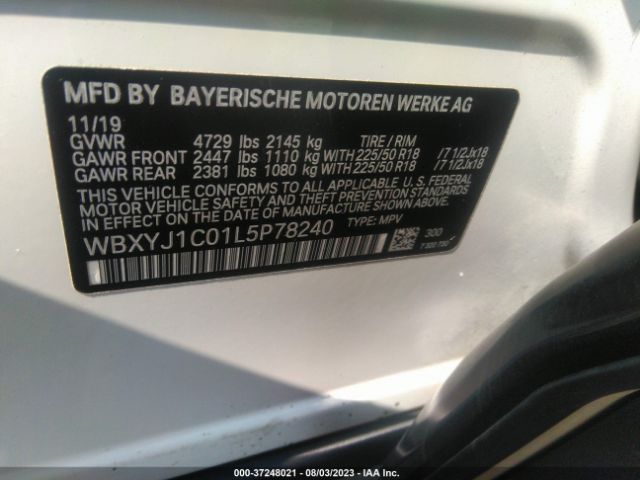 MFD BY BAYERISCHE MOTOREN WERKE AG
11/19
GVWR 4729 lbs 2145 kg TIRE / RIM
GAWR FRONT 2447 lbs 1110 kg WITH 225/50 R18 /7 1/2Jx18
GAWR REAR 2381 lbs 1080 kg WITH 225/50 R18 /7 1/2Jx18
THIS VEHICLE CONFORMS TO ALL APPLICABLE U.S. FEDERAL
MOTOR VEHICLE SAFETY AND THEFT PREVENTION STANDARDS
IN EFFECT ON THE DATE OF MANUFACTURE SHOWN ABOVE.
WBXYJ1C01L5P78240 TYPE: MPV
300
000-37248021 - 08/03/2023 - IAA Inc.